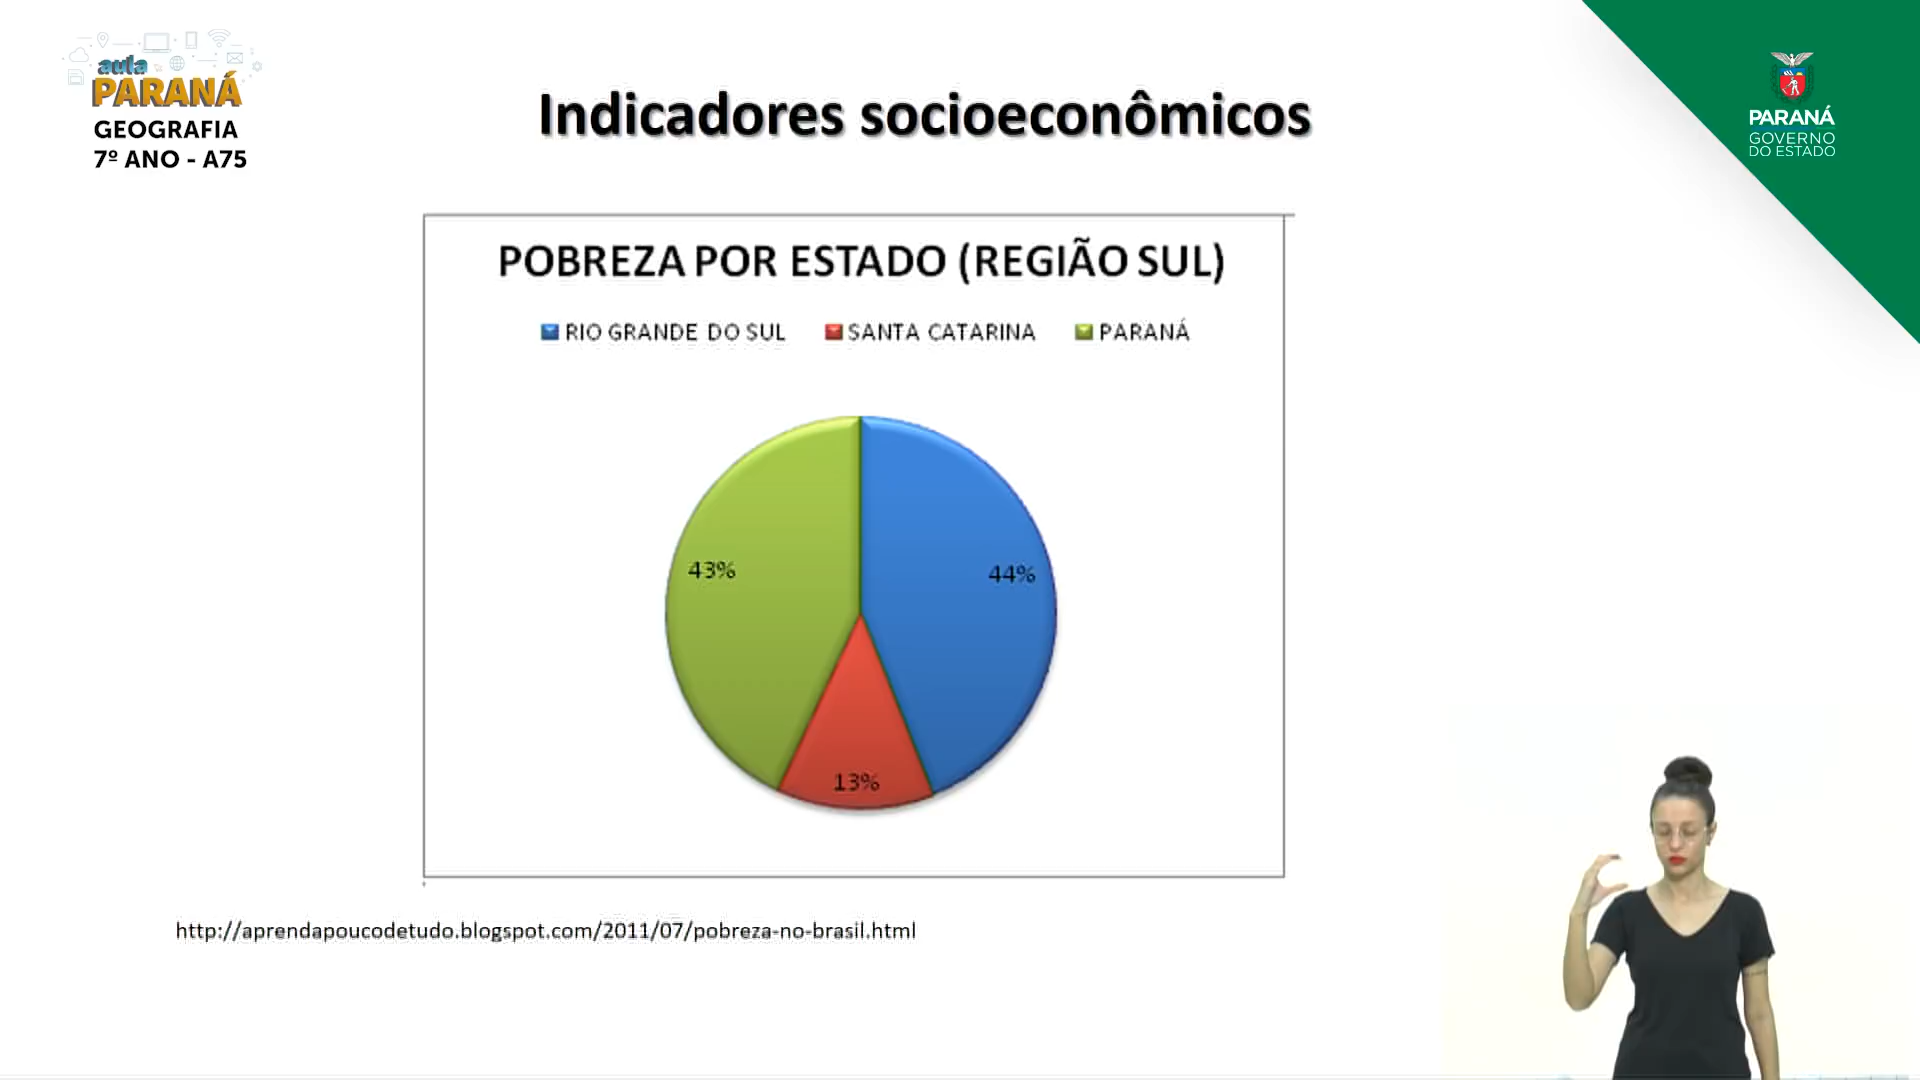 aula
PARANÁ
GEOGRAFIA
7º ANO - A75
Indicadores socioeconômicos
PARANÁ
GOVERNO
DO ESTADO
POBREZA POR ESTADO (REGIÃO SUL)
RIO GRANDE DO SUL SANTA CATARINA PARANÁ
43%
44%
13%
http://aprendapoucodetudo.blogspot.com/2011/07/pobreza-no-brasil.html